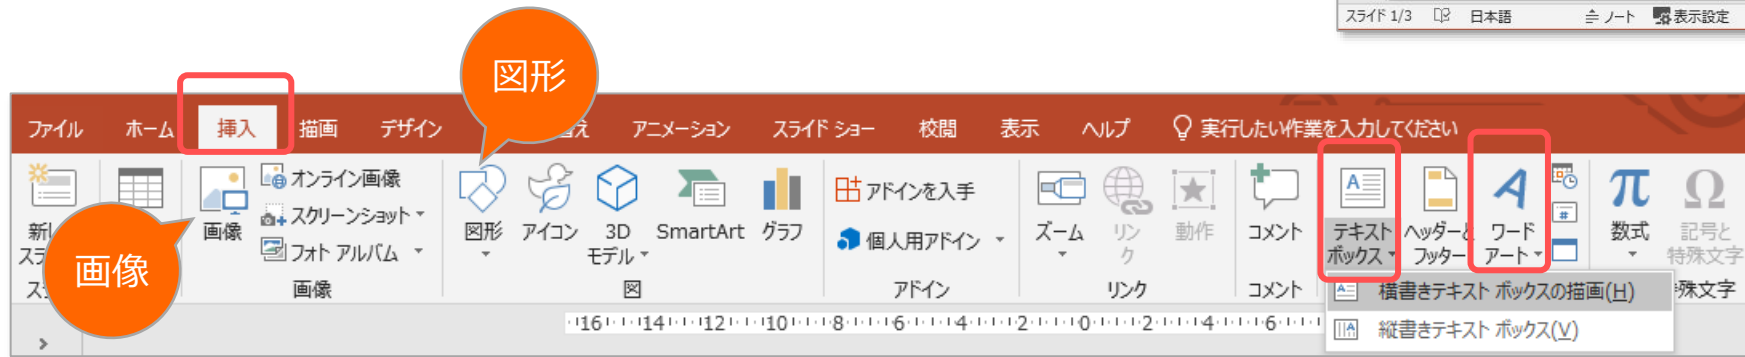 スライド 1/3 日本語 ノート 表示設定
図形
ファイル ホーム 挿入 描画 デザイン アニメーション スライド ショー 校閲 表示 ヘルプ 実行したい作業を入力してください
画像
オンライン画像
スクリーンショット
フォト アルバム
画像
図形
アイコン
3D
モデル
SmartArt
グラフ
図
アドインを入手
個人用アドイン
アドイン
ズーム
リン
ク
動作
リンク
コメント
コメント
テキスト
ボックス
ヘッダーと
フッター
ワード
アート
数式
記号と
特殊文字
殊文字
画像
横書きテキスト ボックスの描画(H)
縦書きテキスト ボックス(V)
16 14 12 10 8 6 4 2 0 2 4 6